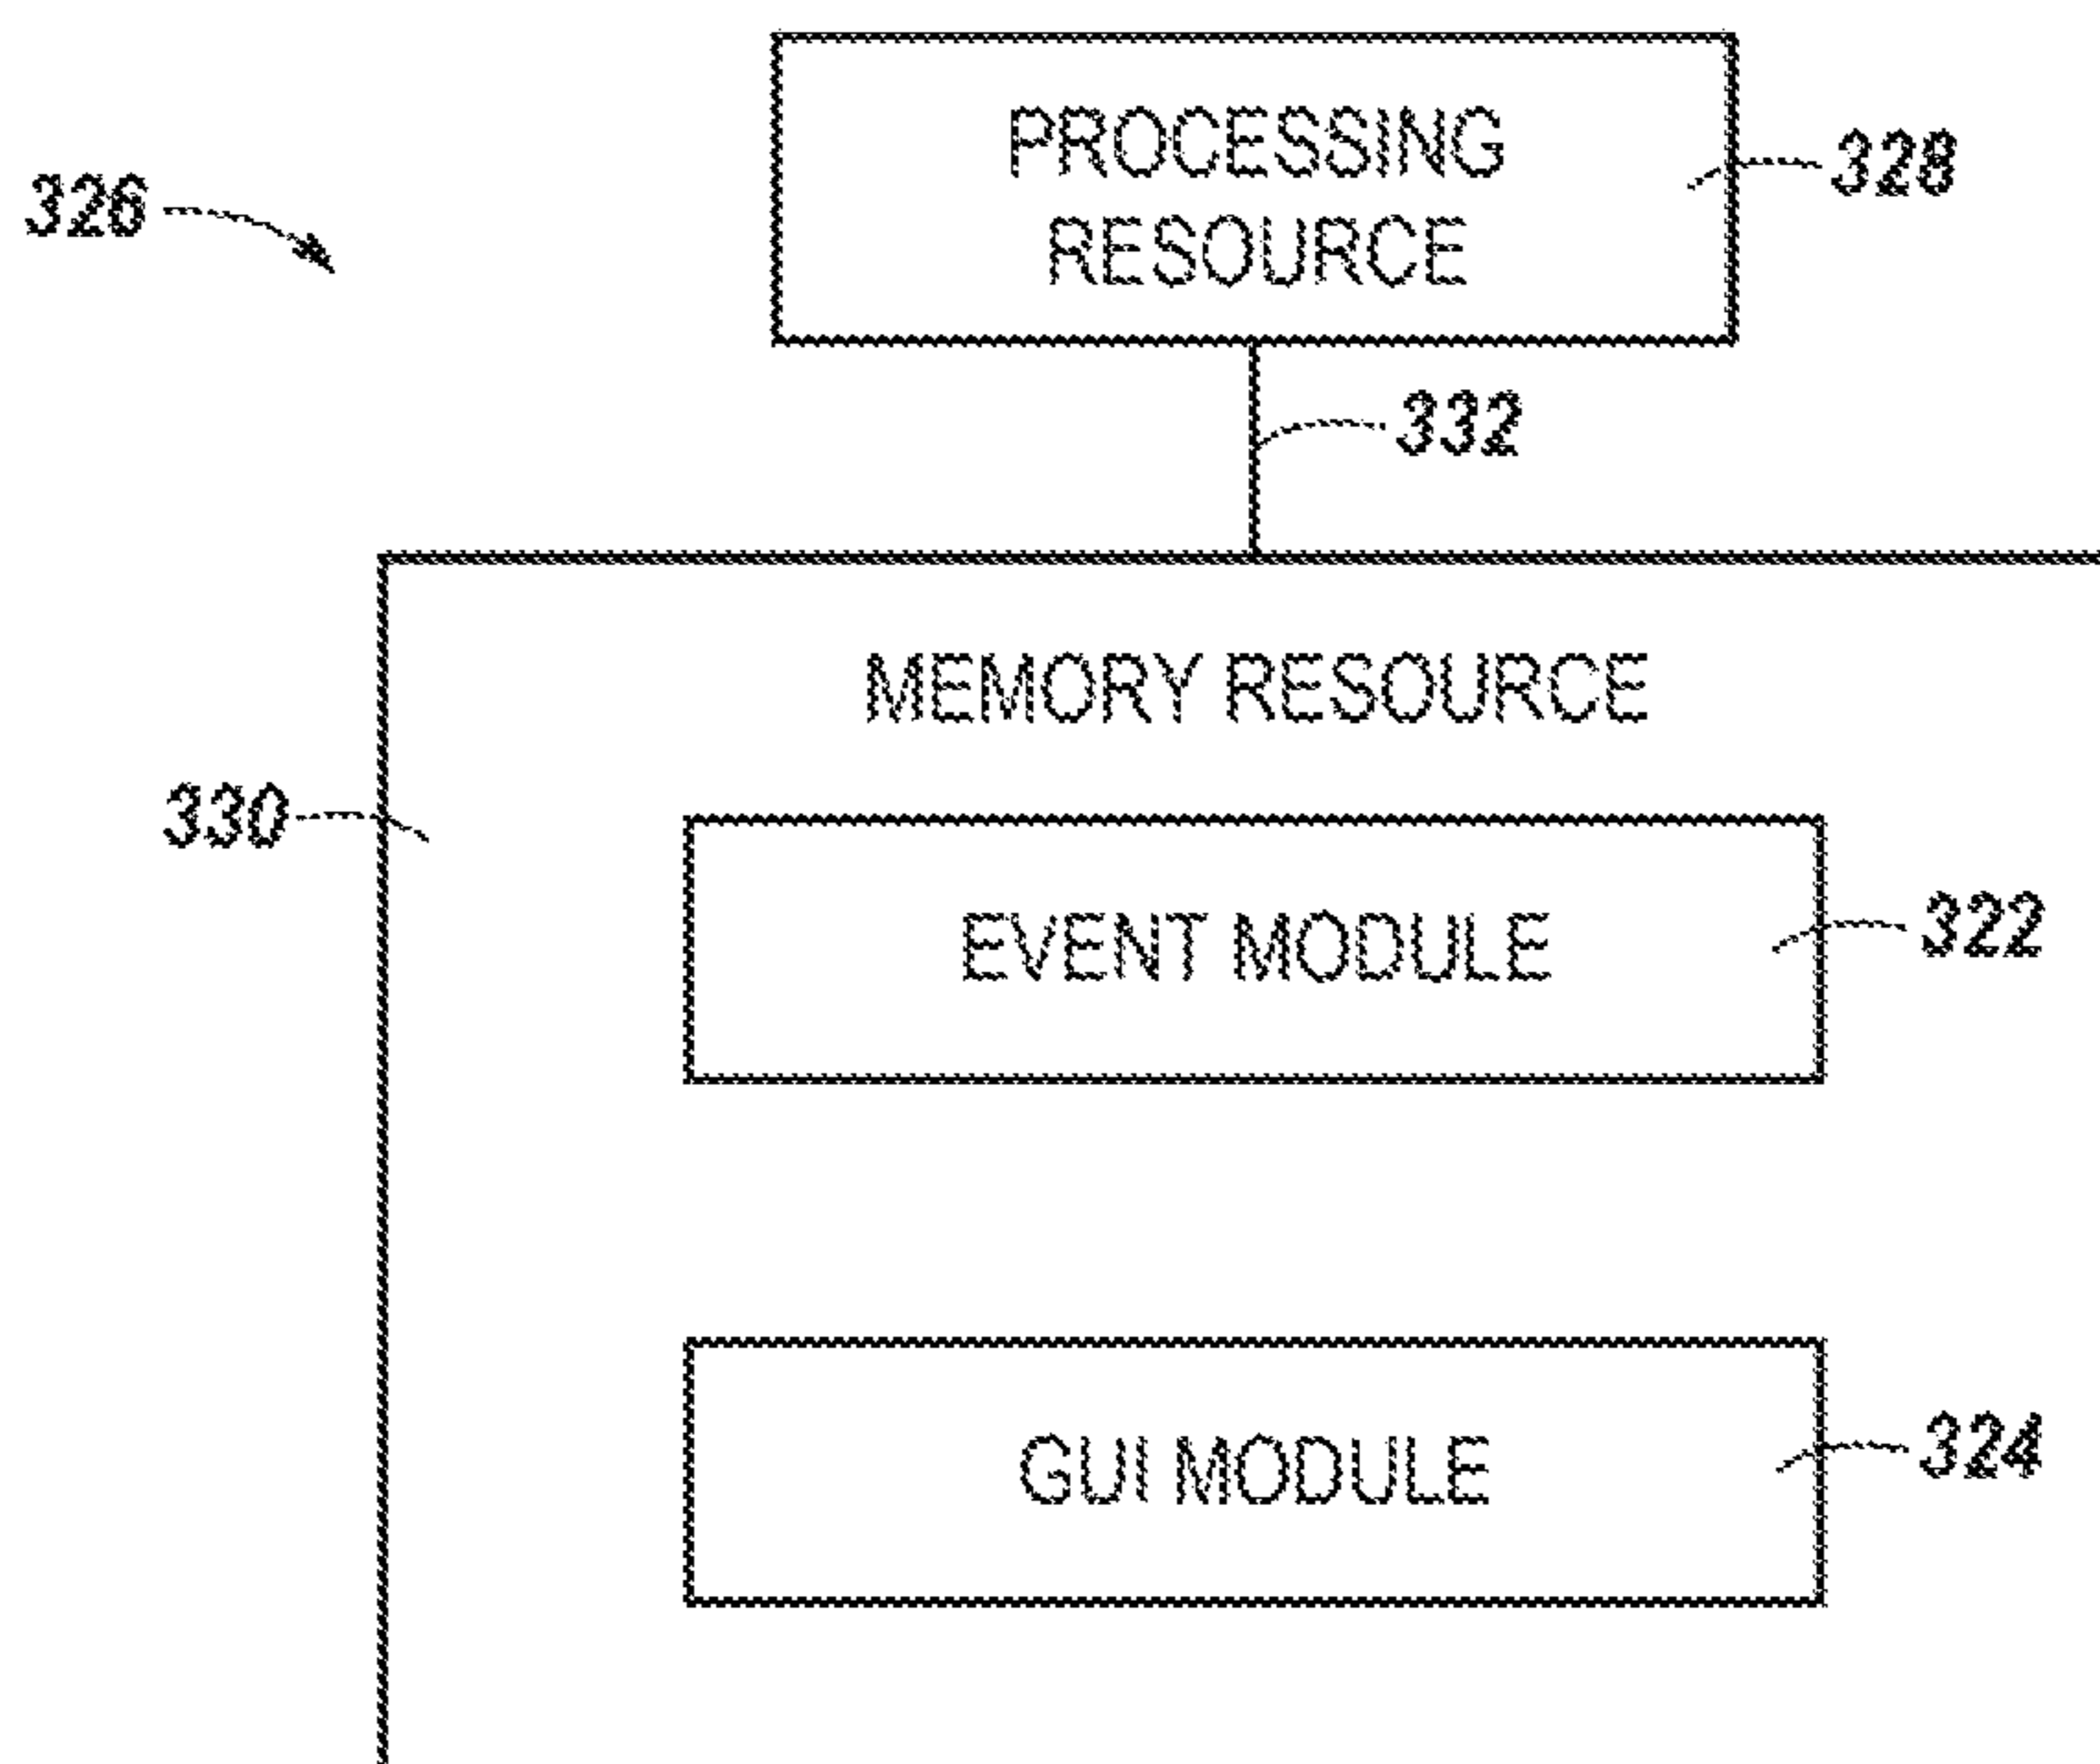 PROCESSING
RESOURCE
328
326
332
MEMORY RESOURCE
330
EVENT MODULE
322
GUI MODULE
324